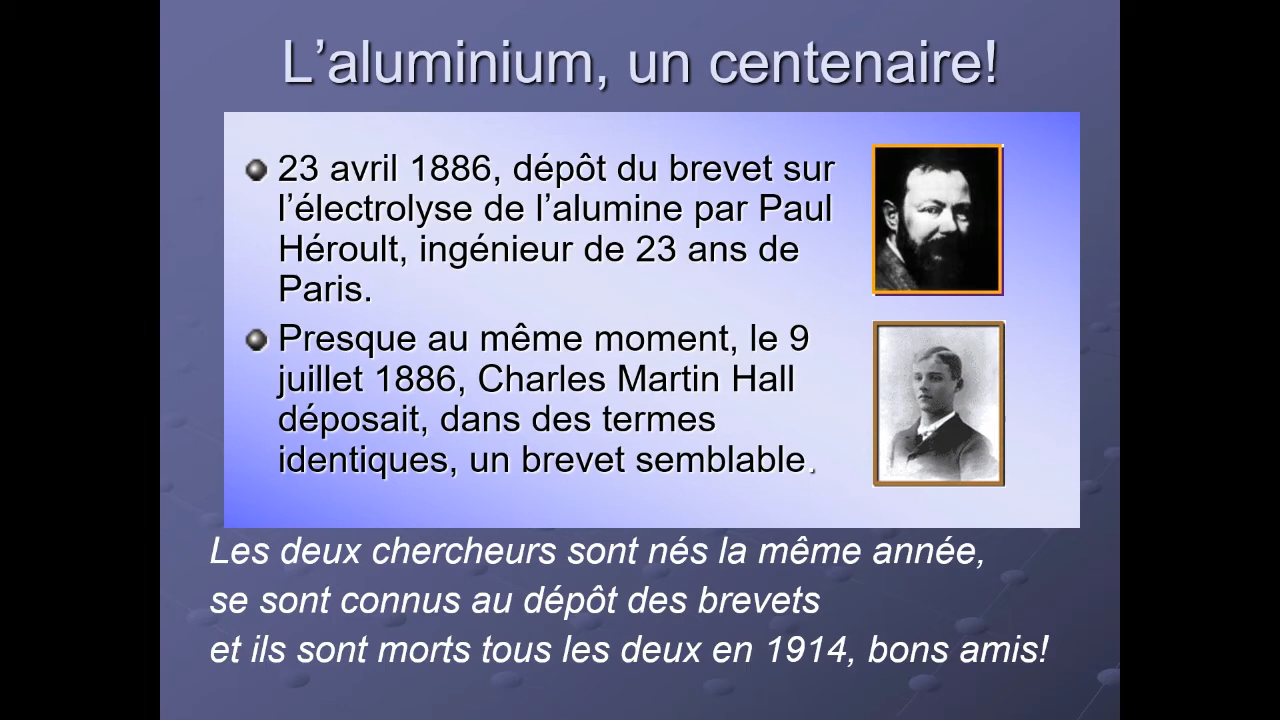 L’aluminium, un centenaire!
23 avril 1886, dépôt du brevet sur
l’électrolyse de l’alumine par Paul
Héroult, ingénieur de 23 ans de
Paris.
Presque au même moment, le 9
juillet 1886, Charles Martin Hall
déposait, dans des termes
identiques, un brevet semblable.
Les deux chercheurs sont nés la même année,
se sont connus au dépôt des brevets
et ils sont morts tous les deux en 1914, bons amis!